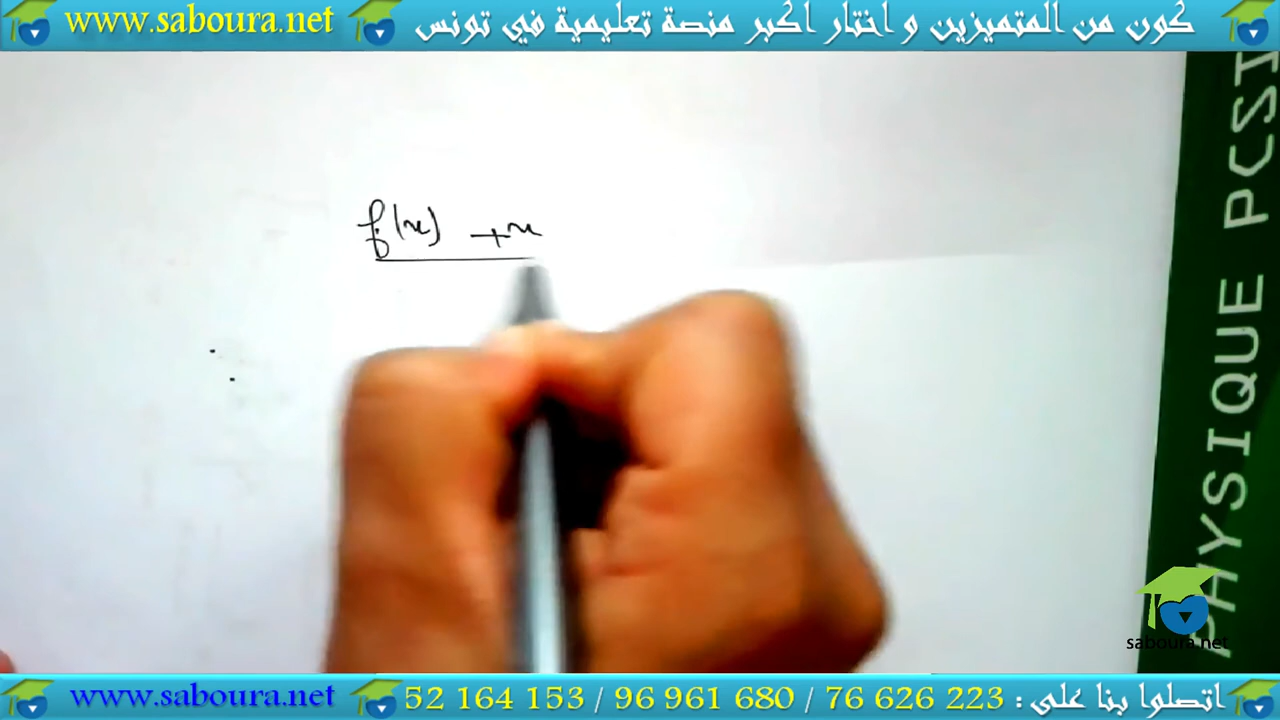 www.saboura.net كون من المتميزين و اختار اكبر منصة تعليمية في تونس
f(x) + x
PHYSIQUE PCSI
saboura.net
www.saboura.net 52 164 153 / 96 961 680 / 76 626 223 : اتصلوا بنا على